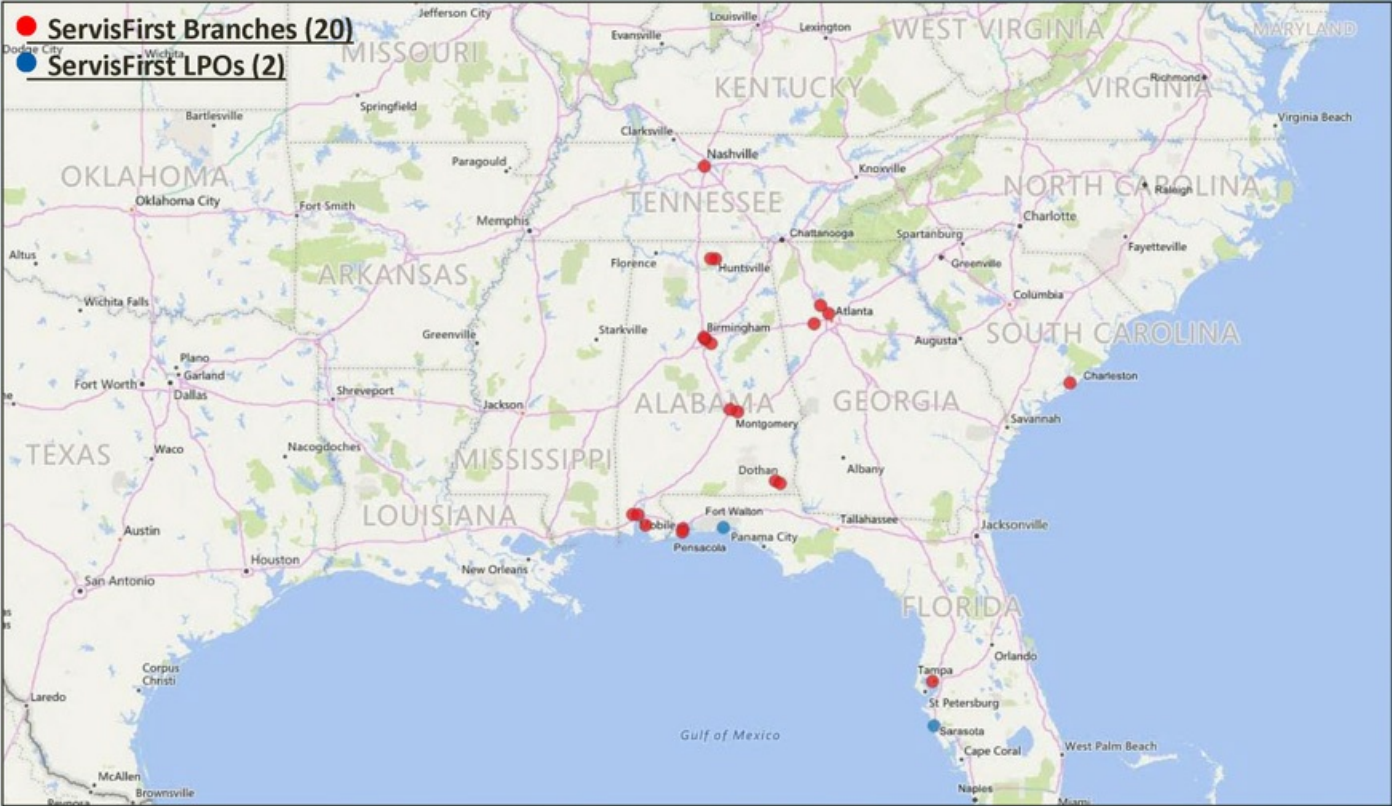 ServisFirst Branches (20)
ServisFirst LPOs (2)
Jefferson City
Louisville
Lexington
WEST VIRGINIA
MARYLAND
Evansville
Dodge City
Wichita
MISSOURI
KENTUCKY
VIRGINIA
Richmond
Springfield
Bartlesville
Virginia Beach
Clarksville
Nashville
Paragould
Knoxville
OKLAHOMA
Oklahoma City
Fort Smith
TENNESSEE
NORTH CAROLINA
Raleigh
Memphis
Charlotte
Chattanooga
Spartanburg
Fayetteville
Altus
Florence
Huntsville
Greenville
ARKANSAS
Wichita Falls
Columbia
Atlanta
Greenville
Starkville
Birmingham
Augusta
SOUTH CAROLINA
Plano
Garland
Fort Worth
Dallas
Shreveport
Charleston
Jackson
ALABAMA
GEORGIA
Savannah
Montgomery
TEXAS
Waco
Nacogdoches
MISSISSIPPI
Dothan
Albany
LOUISIANA
Fort Walton
Tallahassee
Jacksonville
Austin
obile
Panama City
Pensacola
Houston
New Orleans
San Antonio
FLORIDA
Orlando
Corpus
Christi
Tampa
St Petersburg
Laredo
Gulf of Mexico
Sarasota
Cape Coral
West Palm Beach
McAllen
Naples
Brownsville
Reynosa
Miami